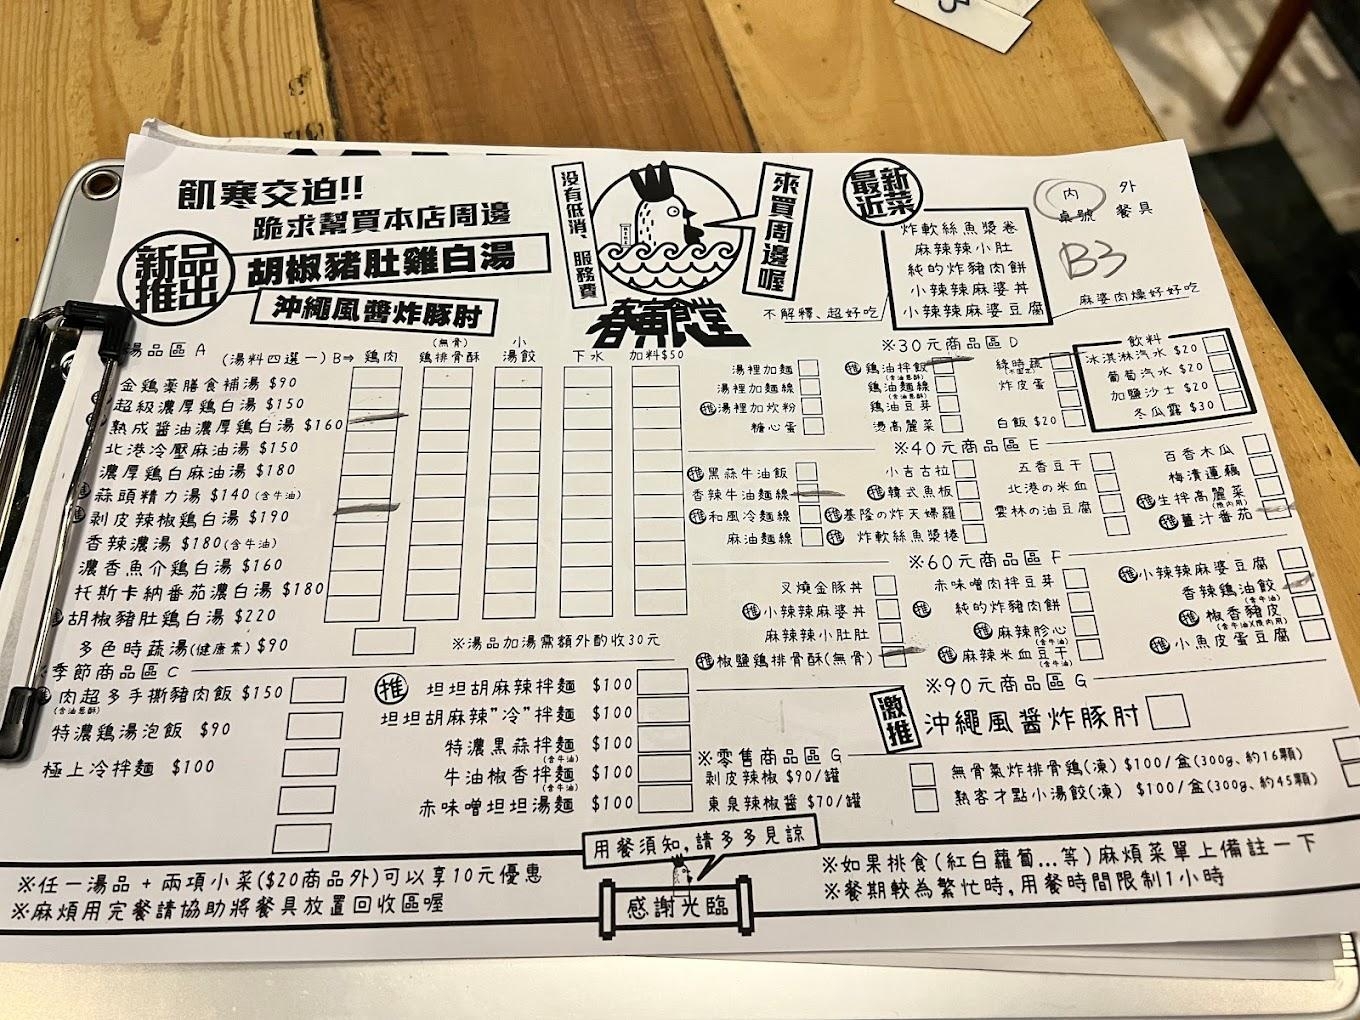 飢寒交迫!!
跪求幫買本店周邊
新品推出
胡椒豬肚雞白湯
沖繩風醬炸豚肘
没有低消、服務費
來買周邊喔
春東食堂
最新近菜
炸軟絲魚漿卷
麻辣辣小肚
純的炸豬肉餅
小辣辣麻婆丼
小辣辣麻婆豆腐
不解釋、超好吃
麻婆肉燥好好吃
內 外
桌號 餐具
B3
湯品區 A
(湯料四選一) B⇒ 鶏肉 (無骨)鶏排骨酥 小湯餃 下水 加料$50
金鶏藥膳食補湯 $90
超級濃厚鶏白湯 $150
熟成醬油濃厚鶏白湯 $160
北港冷壓麻油湯 $150
濃厚鶏白麻油湯 $180
推 蒜頭精力湯 $140(含牛油)
推 剥皮辣椒鶏白湯 $190
香辣濃湯 $180(含牛油)
濃香魚介鶏白湯 $160
托斯卡納番茄濃白湯 $180
胡椒豬肚鶏白湯 $220
多色時蔬湯(健康素) $90
※湯品加湯需額外酌收30元
季節商品區 C
肉超多手撕豬肉飯 $150
(含油蔥酥)
特濃鶏湯泡飯 $90
極上冷拌麵 $100
推 坦坦胡麻辣拌麵 $100
坦坦胡麻辣”冷”拌麵 $100
特濃黒蒜拌麵 $100
(含牛油)
牛油椒香拌麵 $100
(含牛油)
赤味噌坦坦湯麵 $100
※30元商品區 D
湯裡加麵
湯裡加麵線
推 湯裡加炊粉
糖心蛋
推 鶏油拌飯
(含油蔥酥)
鶏油麵線
(含油蔥酥)
鶏油豆芽
燙高麗菜
綠時蔬
炸皮蛋
白飯 $20
飲料
冰淇淋汽水 $20
葡萄汽水 $20
加鹽沙士 $20
冬瓜露 $30
※40元商品區 E
推 黒蒜牛油飯
香辣牛油麵線
推 和風冷麵線
麻油麵線
小吉古拉
推 韓式魚板
推 基隆の炸天婦羅
推 炸軟絲魚漿捲
五香豆干
北港の米血
雲林の油豆腐
百香木瓜
梅漬蓮藕
推 生拌高麗菜
推 薑汁番茄
※60元商品區 F
叉燒金豚丼
推 小辣辣麻婆丼
麻辣辣小肚肚
推 椒鹽鶏排骨酥(無骨)
赤味噌肉拌豆芽
推 純的炸豬肉餅
推 麻辣胗心
(含牛油)
推 麻辣米血豆干
(含牛油)
推 小辣辣麻婆豆腐
香辣鶏油餃
(含牛油)
推 椒香豬皮
推 小魚皮蛋豆腐
※90元商品區 G
激推 沖繩風醬炸豚肘
※零售商品區 G
剥皮辣椒 $90/罐
東泉辣椒醬 $70/罐
無骨氣炸排骨鶏(凍) $100/盒(300g、約16顆)
熟客才點小湯餃(凍) $100/盒(300g、約45顆)
用餐須知,請多多見諒
感謝光臨
※任一湯品 + 兩項小菜($20商品外)可以享10元優惠
※麻煩用完餐請協助將餐具放置回收區喔
※如果挑食(紅白蘿蔔...等)麻煩菜單上備註一下
※餐期較為繁忙時,用餐時間限制1小時